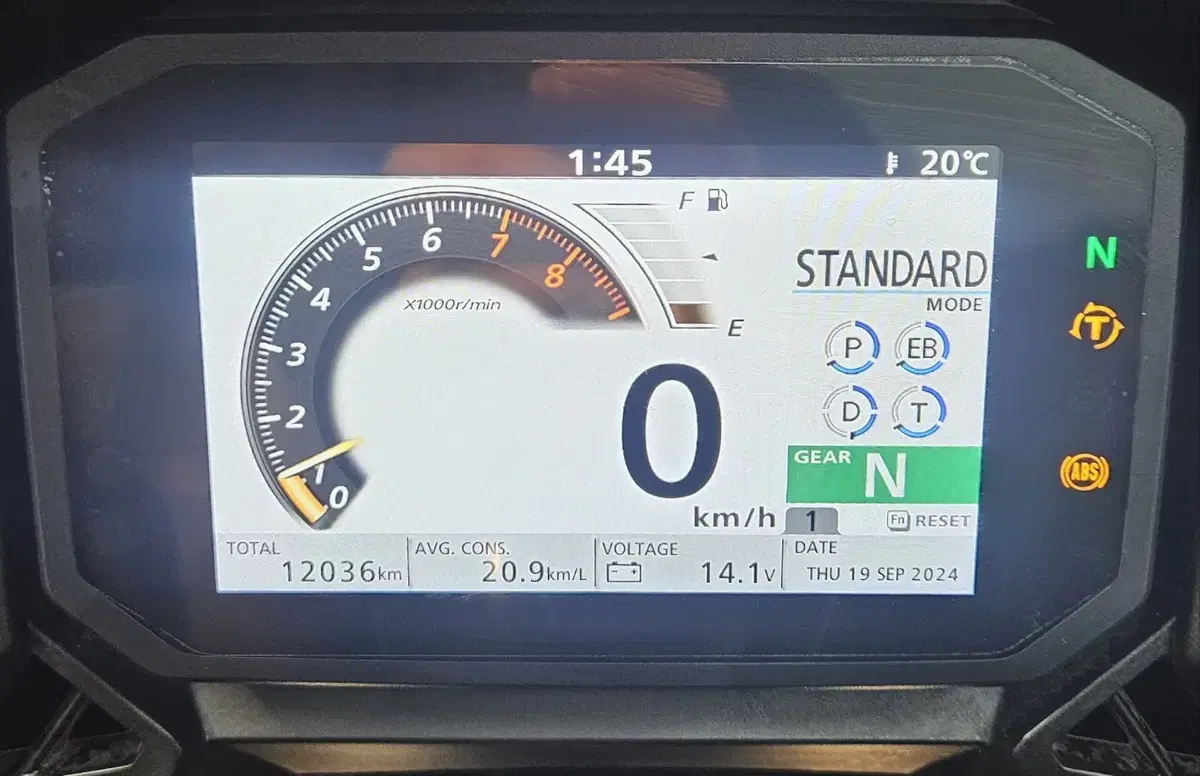 1:45 20°C
F
E
8
7
6
5
4
3
2
1
0
X1000r/min
STANDARD
MODE
P EB
D T
N
T
ABS
0
km/h
GEAR N
1 Fn RESET
TOTAL
12036km
AVG. CONS.
20.9km/L
VOLTAGE
14.1V
DATE
THU 19 SEP 2024